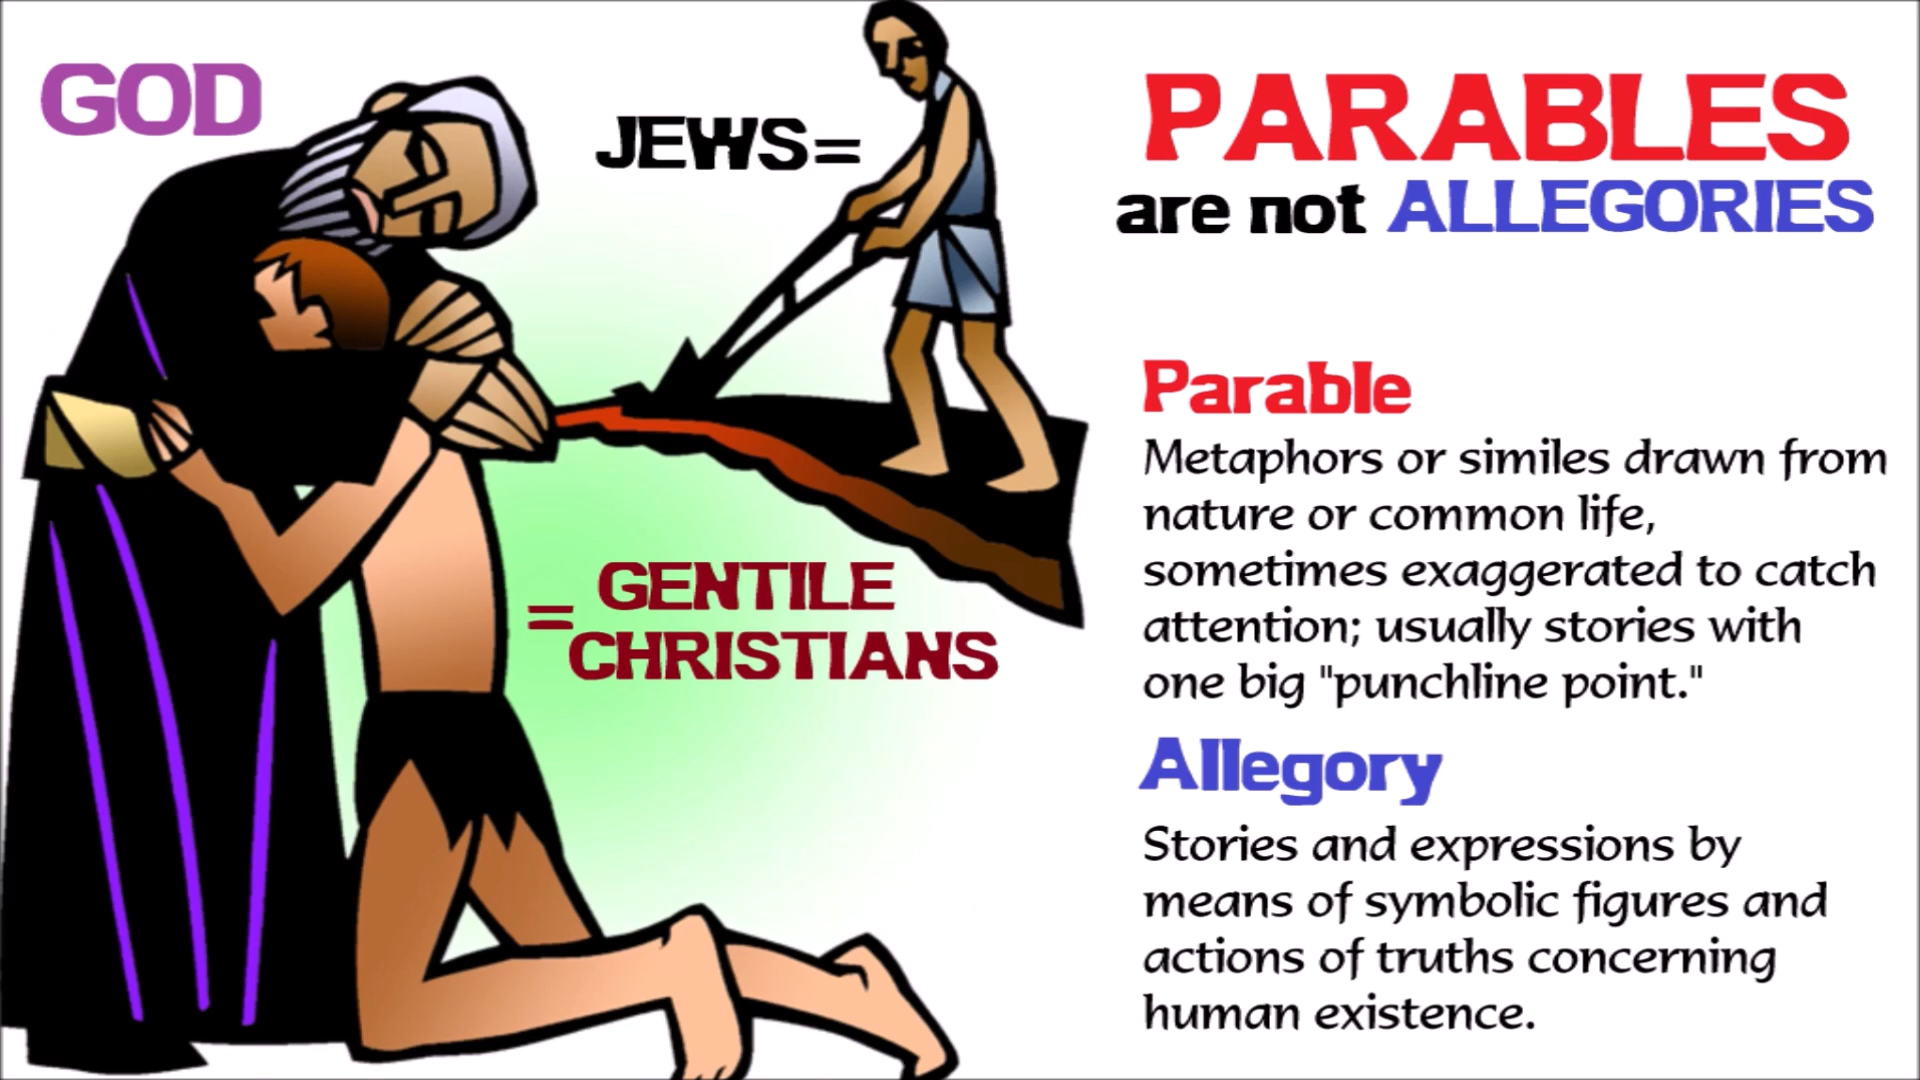 GOD
JEWS=
= GENTILE
CHRISTIANS
PARABLES
are not ALLEGORIES
Parable
Metaphors or similes drawn from
nature or common life,
sometimes exaggerated to catch
attention; usually stories with
one big "punchline point."
Allegory
Stories and expressions by
means of symbolic figures and
actions of truths concerning
human existence.